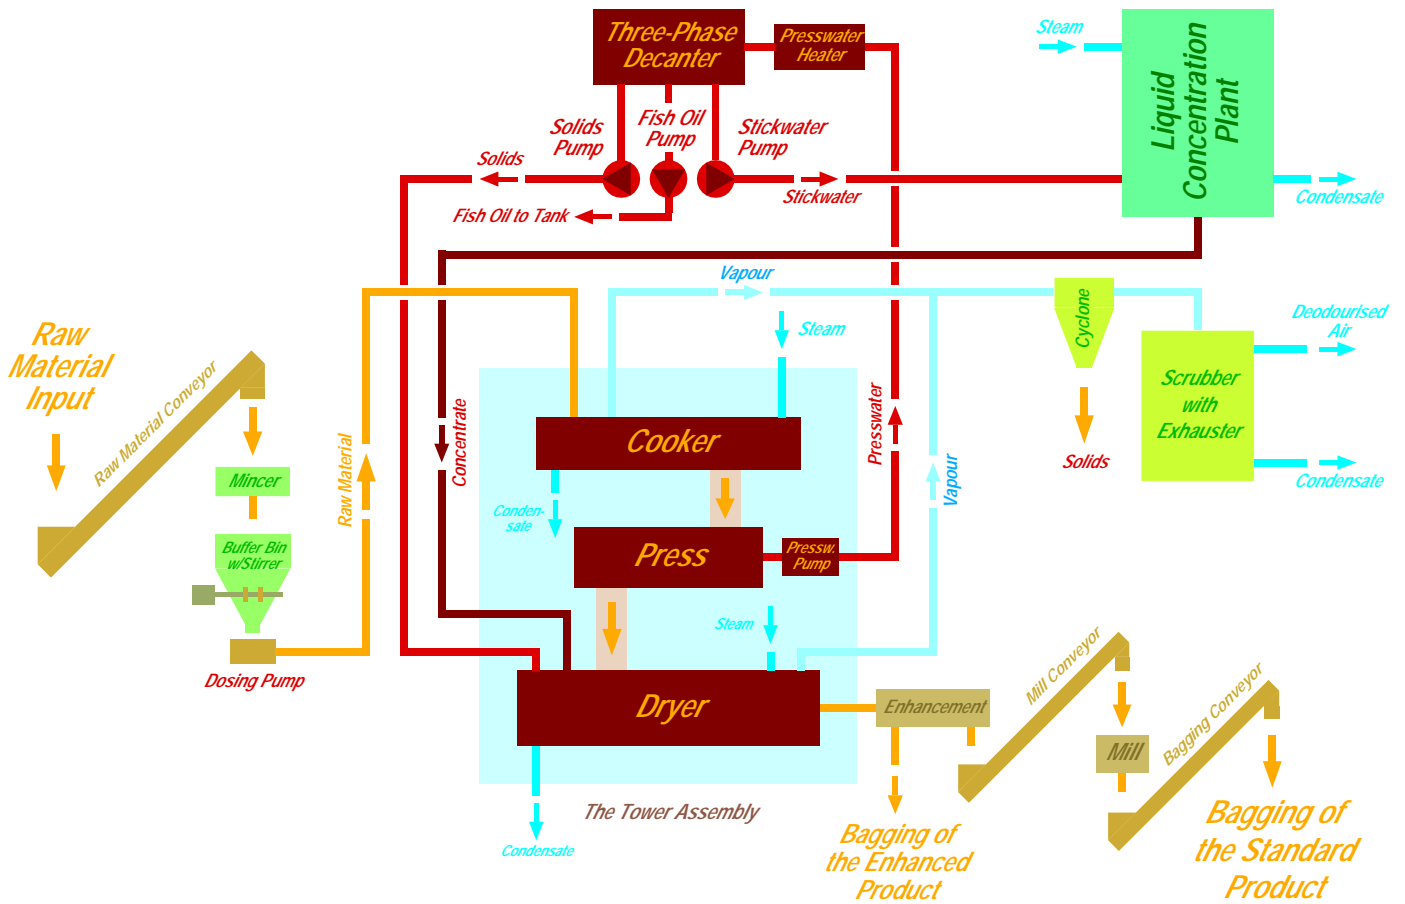 Three-Phase
Decanter
Presswater
Heater
Steam
Liquid
Concentration
Plant
Solids
Pump
Fish Oil
Pump
Stickwater
Pump
Solids
Fish Oil to Tank
Stickwater
Condensate
Vapour
Steam
Cyclone
Deodourised
Air
Raw
Material
Input
Raw Material Conveyor
Mincer
Buffer Bin
w/Stirrer
Dosing Pump
Raw Material
Concentrate
Cooker
Presswater
Vapour
Solids
Scrubber
with
Exhauster
Condensate
Conden-
sate
Press
Pressw.
Pump
Steam
Dryer
Enhancement
Mill Conveyor
Mill
Bagging Conveyor
The Tower Assembly
Condensate
Bagging of
the Enhanced
Product
Bagging of
the Standard
Product